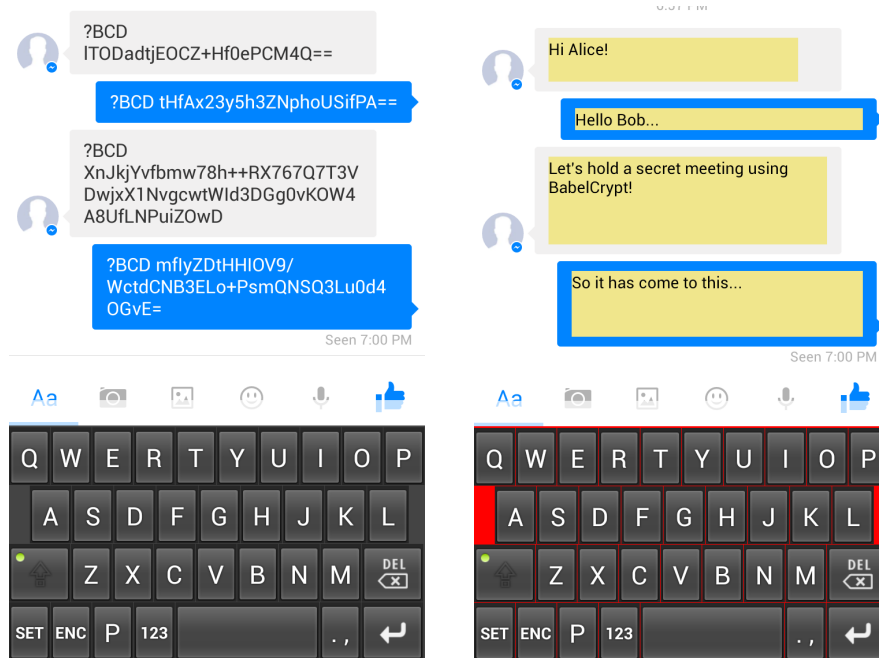 ?BCD
lTODadtjEOCZ+Hf0ePCM4Q==
?BCD tHfAx23y5h3ZNphoUSifPA==
?BCD
XnJkjYvfbmw78h++RX767Q7T3V
DwjxX1NvgcwtWId3DGg0vKOW4
A8UfLNPuiZOwD
?BCD mfIyZDtHHIOV9/
WctdCNB3ELo+PsmQNSQ3Lu0d4
OGvE=
Seen 7:00 PM
Aa
Q W E R T Y U I O P
A S D F G H J K L
Z X C V B N M DEL
SET ENC P 123 . ,
Hi Alice!
Hello Bob...
Let's hold a secret meeting using
BabelCrypt!
So it has come to this...
Seen 7:00 PM
Aa
Q W E R T Y U I O P
A S D F G H J K L
Z X C V B N M DEL
SET ENC P 123 . ,